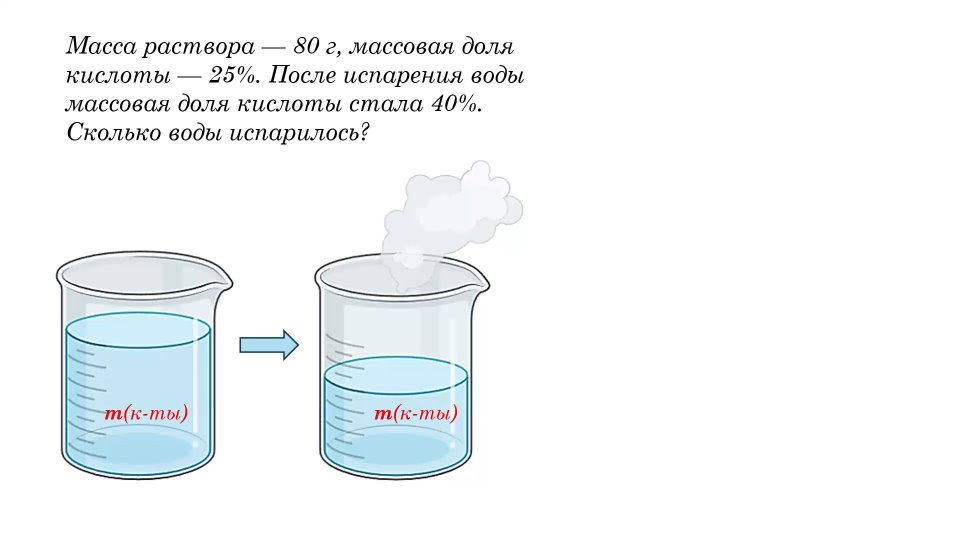 Масса раствора — 80 г, массовая доля
кислоты — 25%. После испарения воды
массовая доля кислоты стала 40%.
Сколько воды испарилось?
m(к-ты)
m(к-ты)